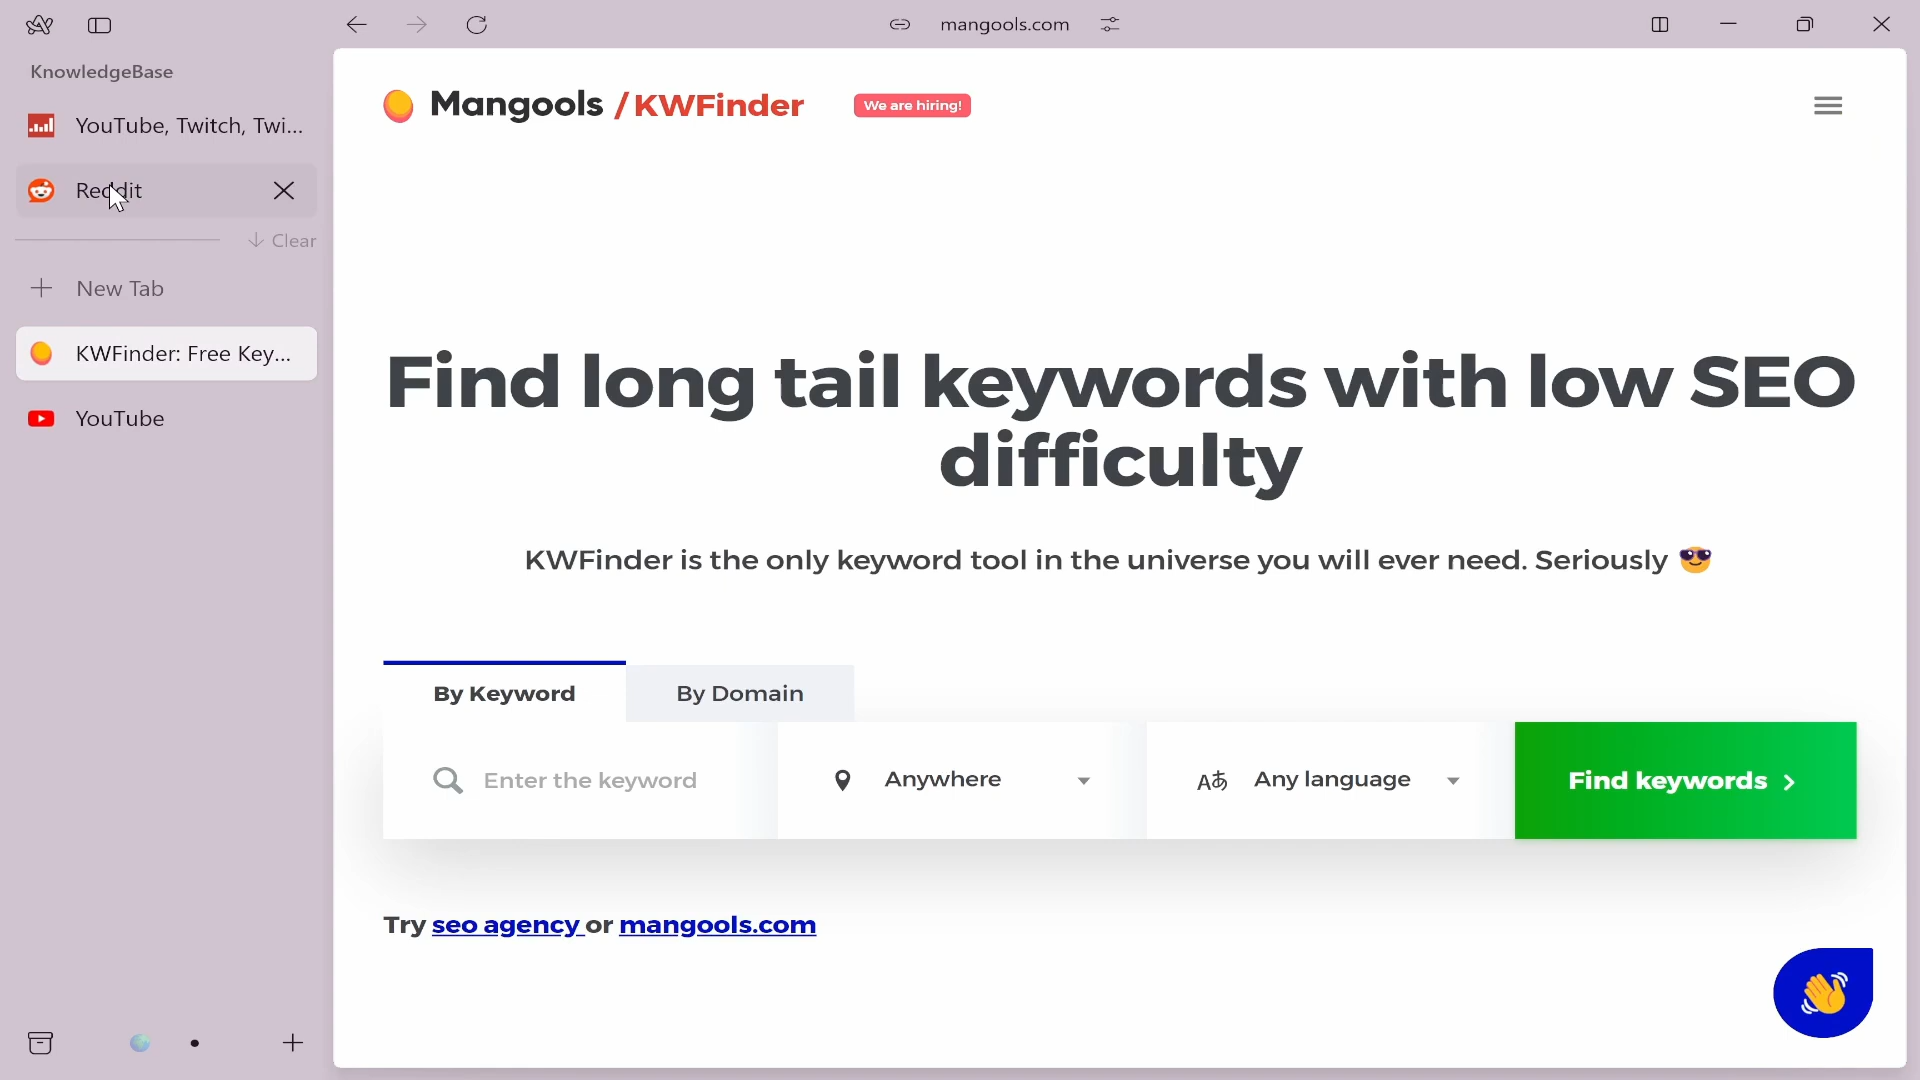 mangools.com
KnowledgeBase
YouTube, Twitch, Twi...
Reddit
Clear
New Tab
KWFinder: Free Key...
YouTube
Mangools / KWFinder
We are hiring!
Find long tail keywords with low SEO
difficulty
KWFinder is the only keyword tool in the universe you will ever need. Seriously 😎
By Keyword
By Domain
Enter the keyword
Anywhere
Aあ Any language
Find keywords
Try seo agency or mangools.com